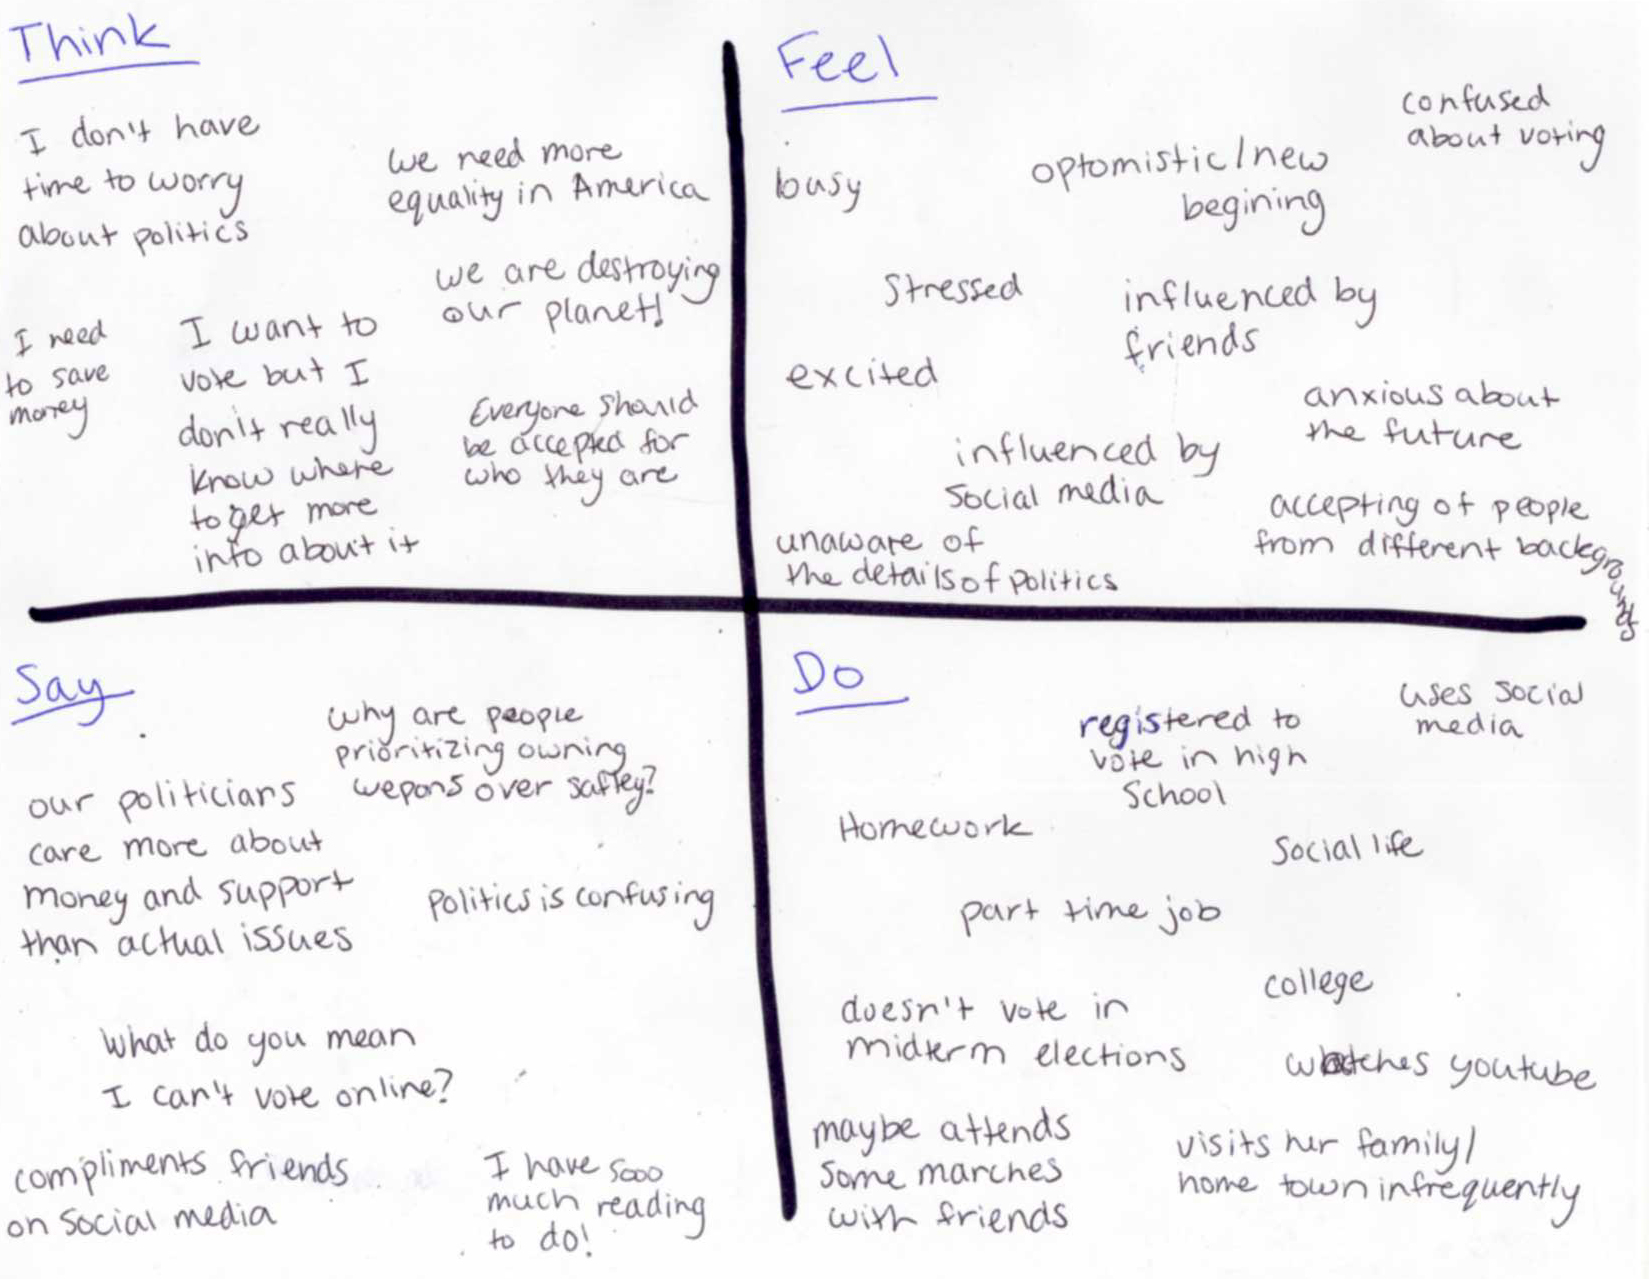 Think
I don't have
time to worry
about politics
we need more
equality in America
we are destroying
our planet!
I need
to save
money
I want to
vote but I
don't really
know where
to get more
info about it
Everyone should
be accepted for
who they are
Feel
busy
optomistic/new
begining
confused
about voting
stressed
influenced by
friends
excited
anxious about
the future
influenced by
social media
accepting of people
from different backgrounds
unaware of
the details of politics
Say
why are people
prioritizing owning
wepons over saftey?
our politicians
care more about
money and support
than actual issues
politics is confusing
What do you mean
I can't vote online?
compliments friends
on social media
I have sooo
much reading
to do!
Do
registered to
vote in high
school
uses social
media
Homework
social life
part time job
college
doesn't vote in
midterm elections
watches youtube
maybe attends
some marches
with friends
visits her family/
home town infrequently